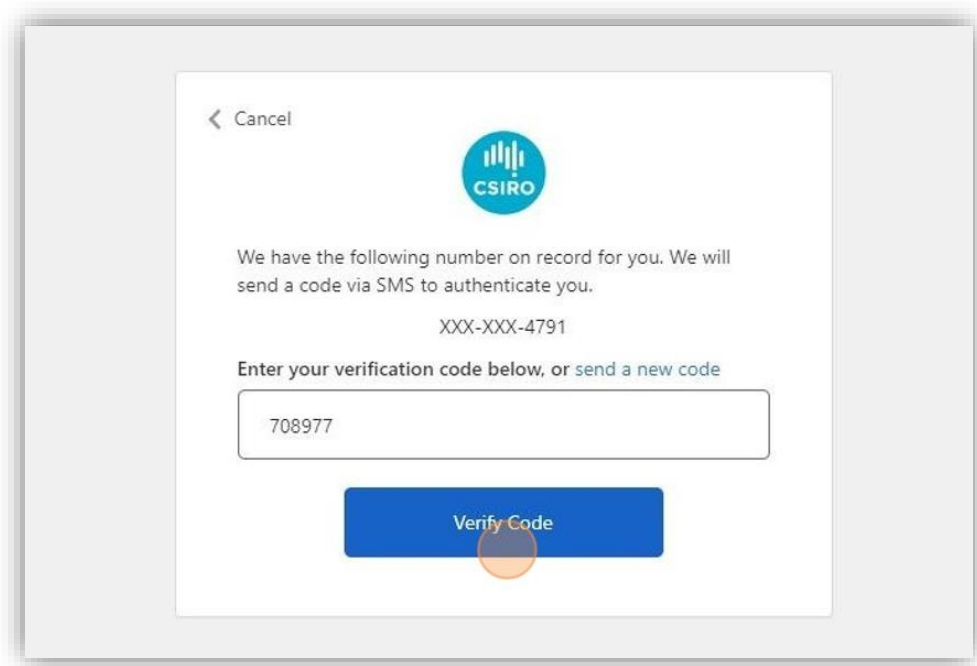 Cancel
CSIRO
We have the following number on record for you. We will
send a code via SMS to authenticate you.
XXX-XXX-4791
Enter your verification code below, or send a new code
708977
Verify Code